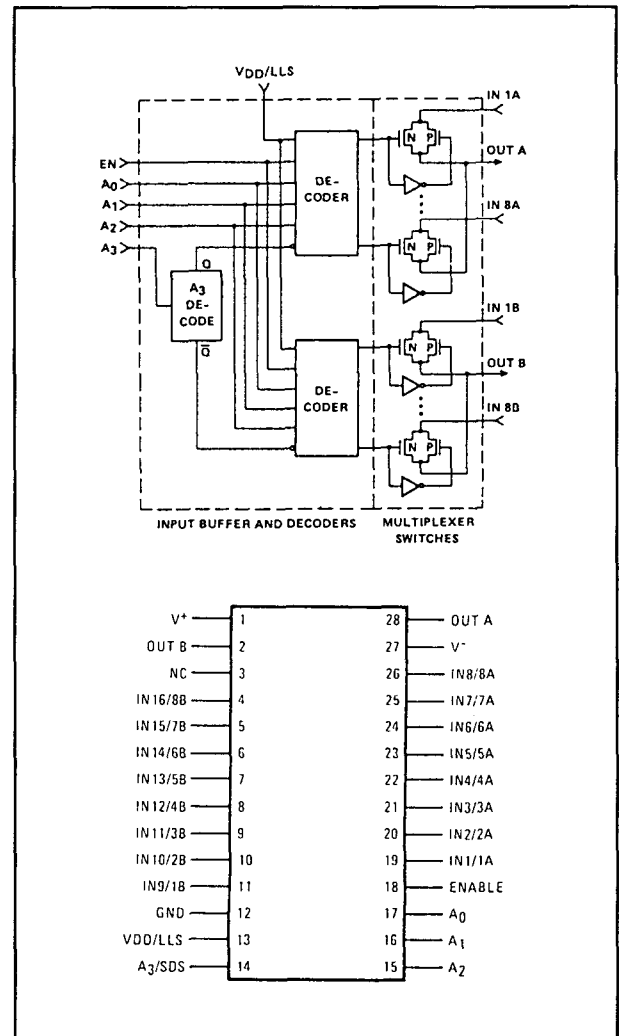 VDD/LLS
IN 1A
N P
OUT A
EN
A0
A1
A2
A3
DE-
CODER
IN 8A
N P
Q
A3
DE-
CODE
Q̅
IN 1B
N P
OUT B
DE-
CODER
IN 8B
N P
INPUT BUFFER AND DECODERS
MULTIPLEXER
SWITCHES
V+ 1 28 OUT A
OUT B 2 27 V-
NC 3 26 IN8/8A
IN16/8B 4 25 IN7/7A
IN15/7B 5 24 IN6/6A
IN14/6B 6 23 IN5/5A
IN13/5B 7 22 IN4/4A
IN12/4B 8 21 IN3/3A
IN11/3B 9 20 IN2/2A
IN10/2B 10 19 IN1/1A
IN9/1B 11 18 ENABLE
GND 12 17 A0
VDD/LLS 13 16 A1
A3/SDS 14 15 A2